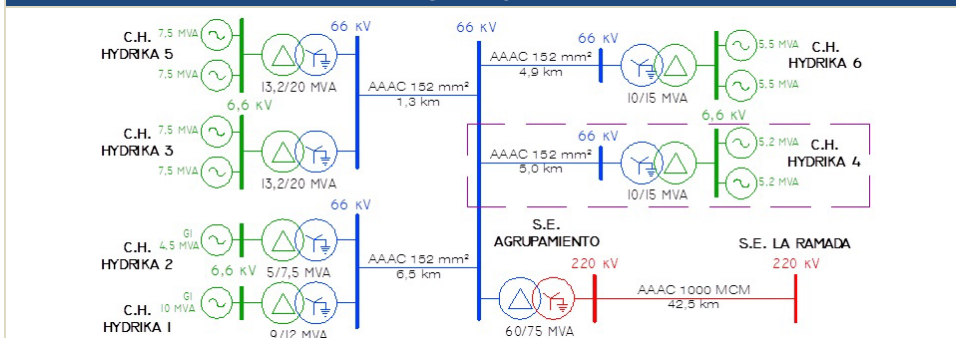 C.H.
HYDRIKA 5
7,5 MVA
7,5 MVA
13,2/20 MVA
66 kV
6,6 kV
C.H.
HYDRIKA 3
7,5 MVA
7,5 MVA
13,2/20 MVA
AAAC 152 mm²
1,3 km
66 kV
AAAC 152 mm²
4,9 km
66 kV
10/15 MVA
5.5 MVA
5.5 MVA
C.H.
HYDRIKA 6
6,6 kV
AAAC 152 mm²
5,0 km
66 kV
10/15 MVA
5.2 MVA
5.2 MVA
C.H.
HYDRIKA 4
C.H.
HYDRIKA 2
GI
4,5 MVA
6,6 kV
5/7,5 MVA
66 kV
AAAC 152 mm²
6,5 km
C.H.
HYDRIKA 1
GI
10 MVA
9/12 MVA
S.E.
AGRUPAMIENTO
220 kV
60/75 MVA
AAAC 1000 MCM
42,5 km
S.E. LA RAMADA
220 kV